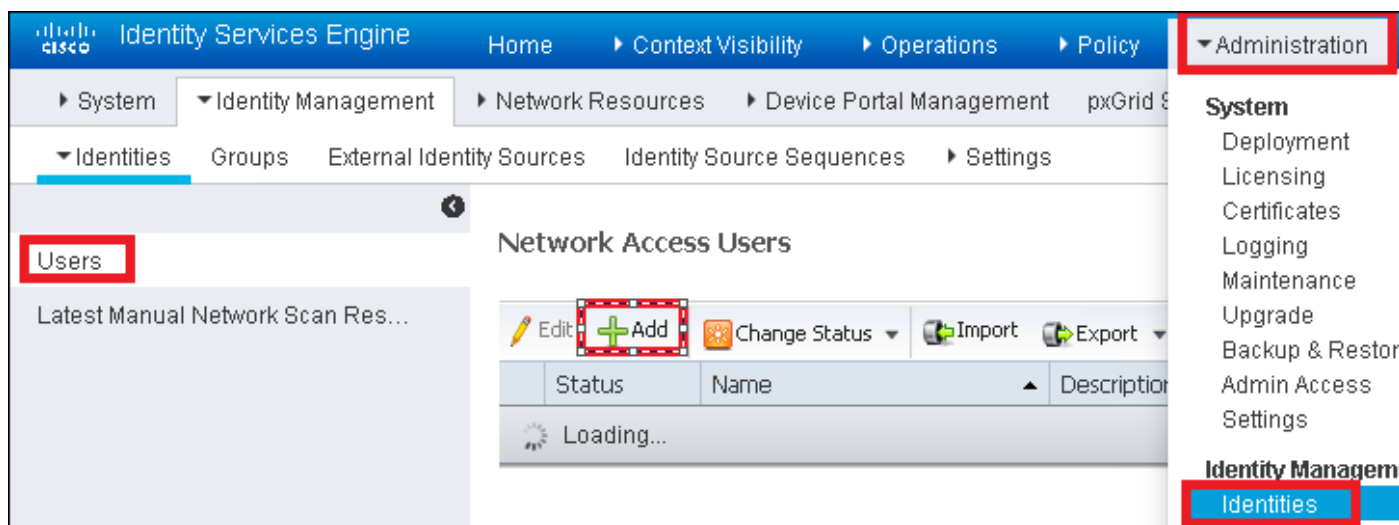 CISCO Identity Services Engine Home Context Visibility Operations Policy Administration
System Identity Management Network Resources Device Portal Management pxGrid S
Identities Groups External Identity Sources Identity Source Sequences Settings
Users
Latest Manual Network Scan Res...
Network Access Users
Edit Add Change Status Import Export
Status Name Description
Loading...
System
Deployment
Licensing
Certificates
Logging
Maintenance
Upgrade
Backup & Restor
Admin Access
Settings
Identity Managem
Identities